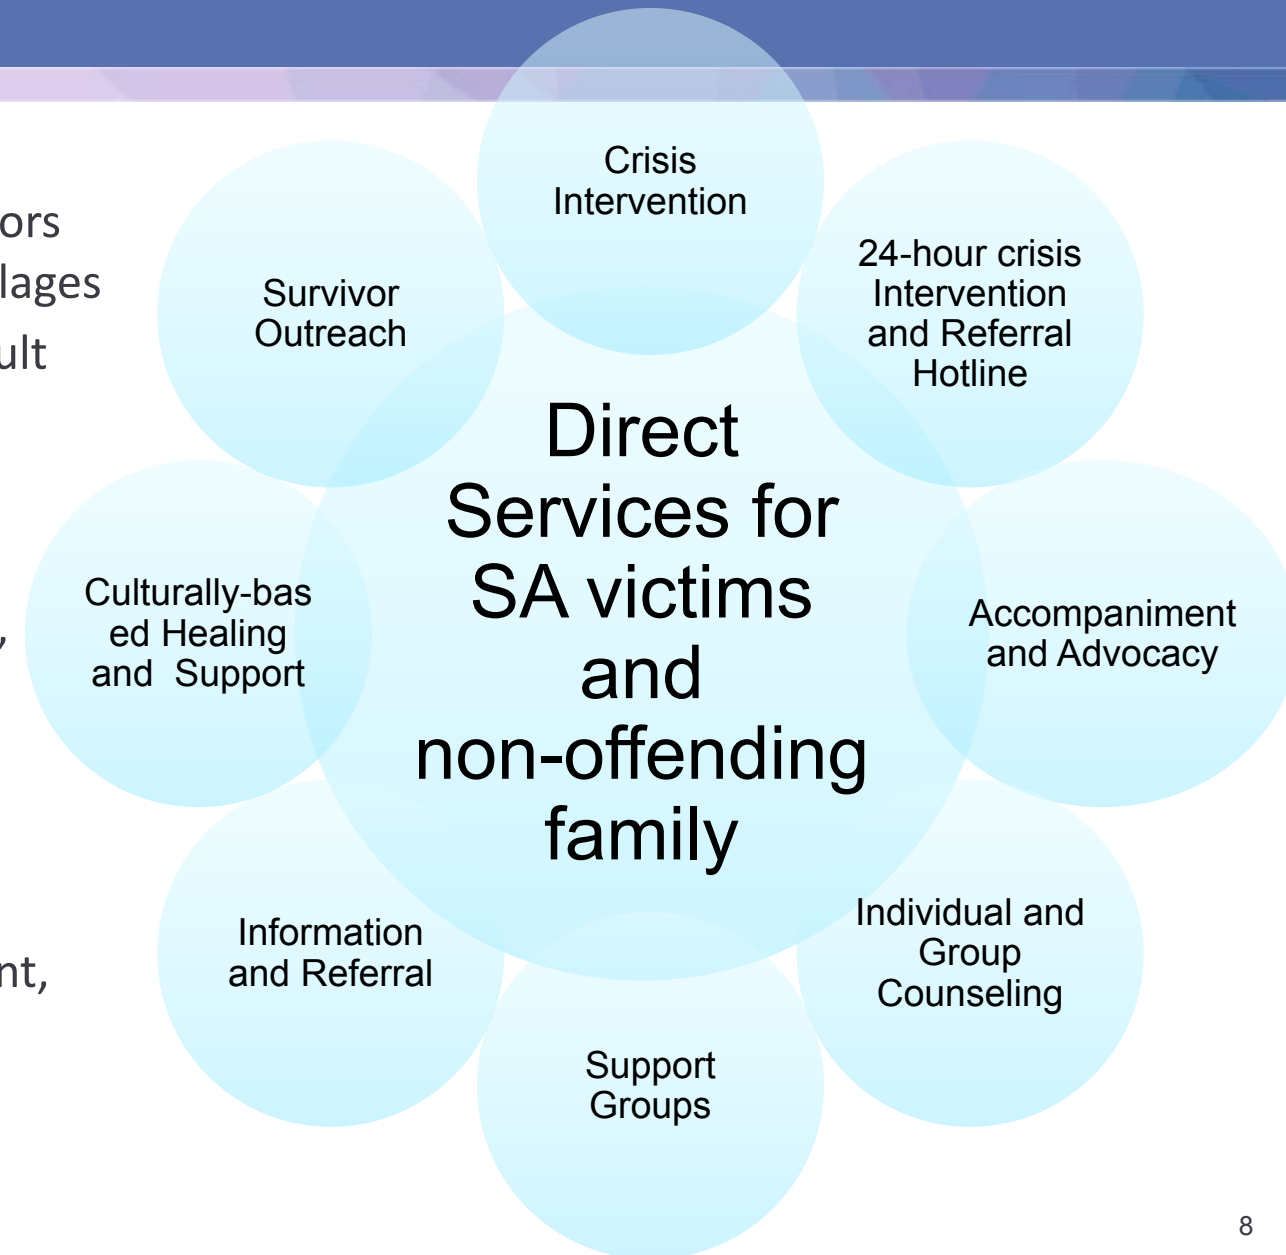 ors
lages
ult
,
nt,
Crisis
Intervention
24-hour crisis
Intervention
and Referral
Hotline
Accompaniment
and Advocacy
Individual and
Group
Counseling
Support
Groups
Information
and Referral
Culturally-bas
ed Healing
and Support
Survivor
Outreach
Direct
Services for
SA victims
and
non-offending
family
8